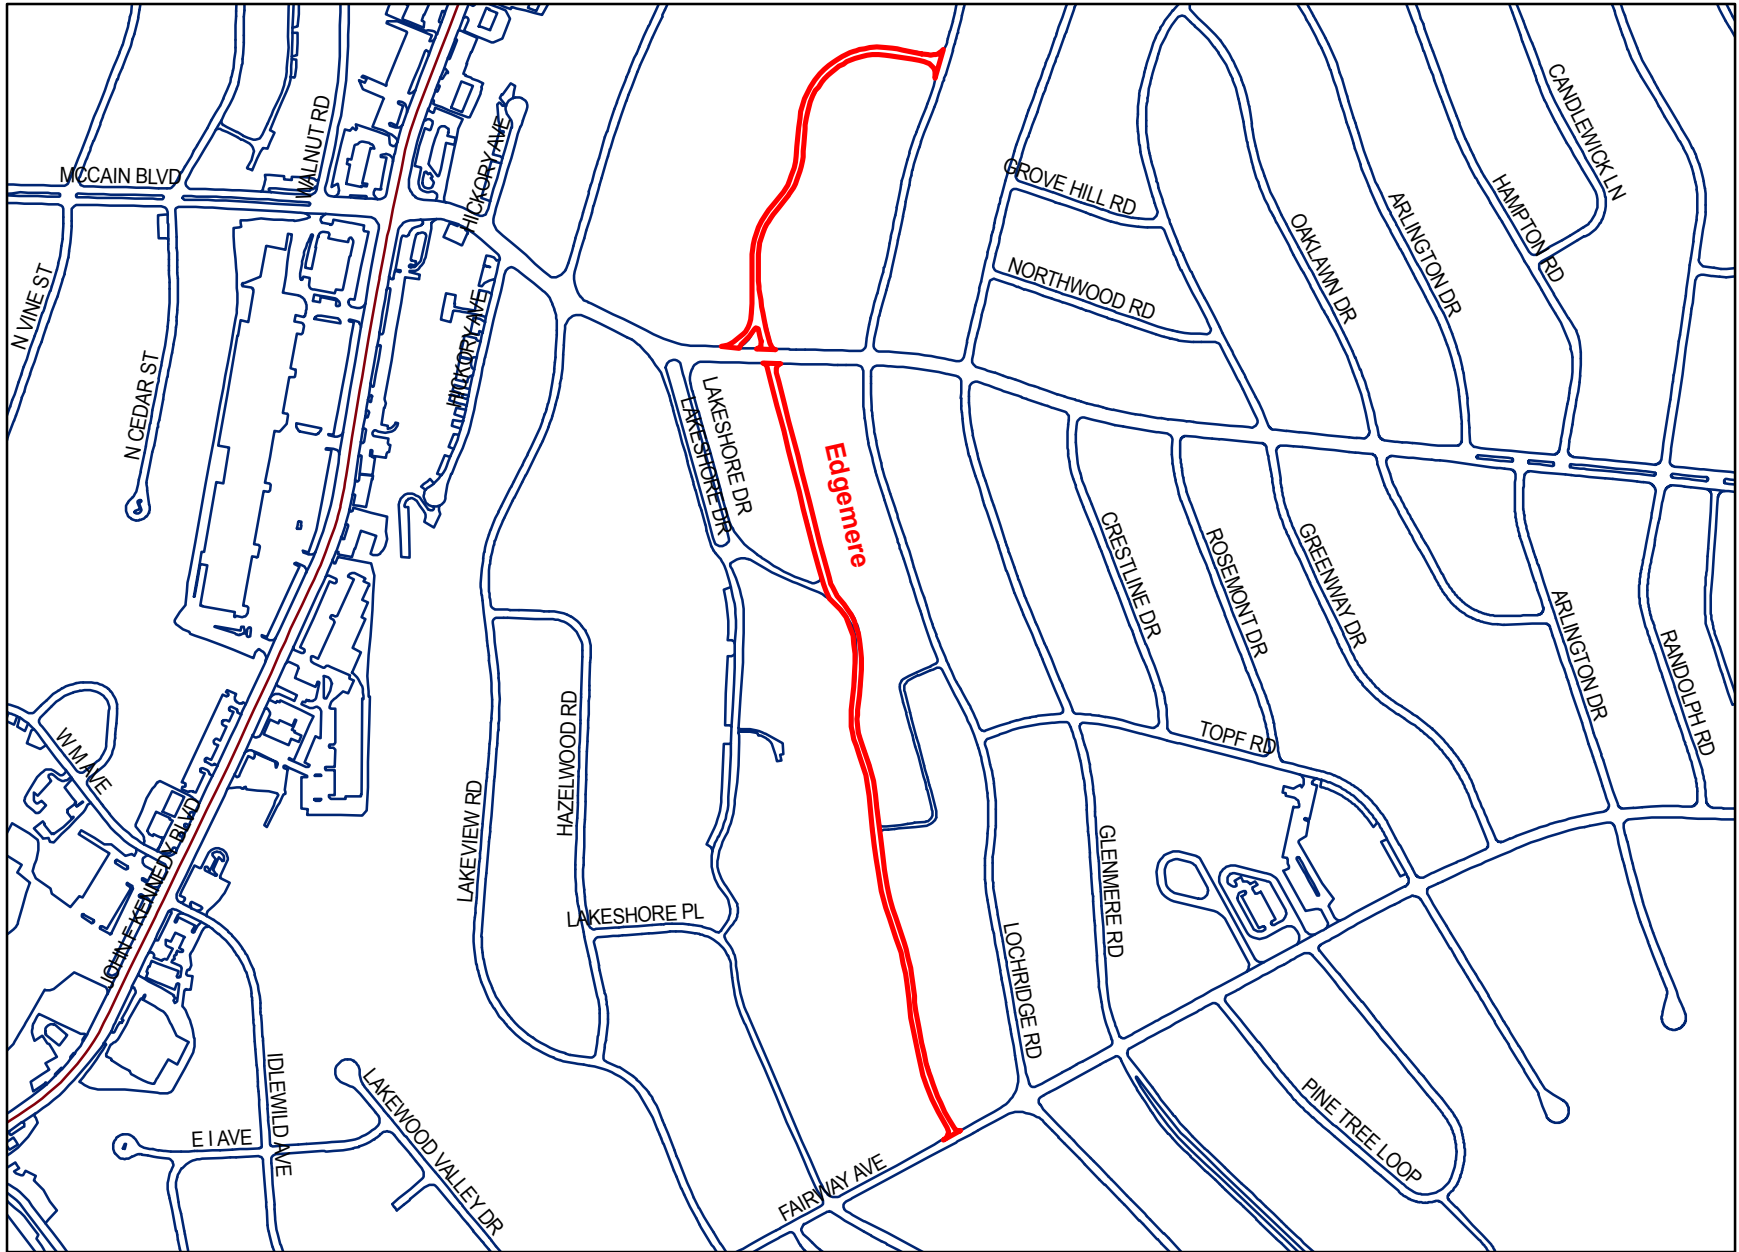 CANDLEWICK LN
WALNUT RD
HICKORY AVE
MCCAIN BLVD
GROVE HILL RD
HAMPTON RD
ARLINGTON DR
OAKLAWN DR
NORTHWOOD RD
N VINE ST
HICKORY AVE
N CEDAR ST
LAKESHORE DR
LAKESHORE DR
Edgemere
CRESTLINE DR
ROSEMONT DR
GREENWAY DR
ARLINGTON DR
RANDOLPH RD
HAZELWOOD RD
TOPF RD
W M AVE
LAKEVIEW RD
JOHN F KENNEDY BLVD
GLENMERE RD
LAKESHORE PL
LOCHRIDGE RD
IDLEWILD AVE
LAKEWOOD VALLEY DR
PINE TREE LOOP
E I AVE
FAIRWAY AVE